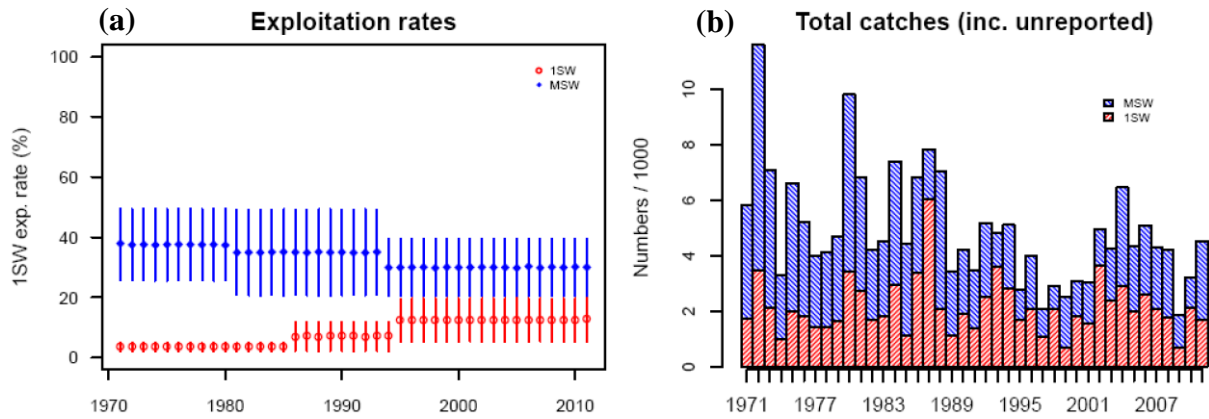 (a)
Exploitation rates
1SW exp. rate (%)
100
80
60
40
20
0
1SW
MSW
1970
1980
1990
2000
2010
(b)
Total catches (inc. unreported)
Numbers / 1000
10
8
6
4
2
0
MSW
1SW
1971
1977
1983
1989
1995
2001
2007